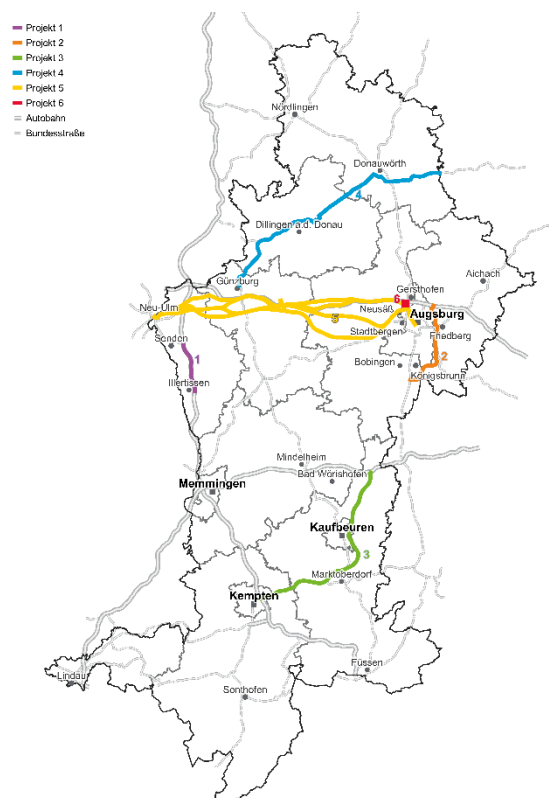 Projekt 1
Projekt 2
Projekt 3
Projekt 4
Projekt 5
Projekt 6
Autobahn
Bundesstraße
Nördlingen
Donauwörth
4
Dillingen a.d. Donau
Aichach
Günzburg
6
Gersthofen
Neu-Ulm
Neusäß
Augsburg
5
Friedberg
Stadtbergen
Senden
1
2
Bobingen
Königsbrunn
Illertissen
Mindelheim
Bad Wörishofen
Memmingen
Kaufbeuren
3
Marktoberdorf
Kempten
Füssen
Lindau
Sonthofen